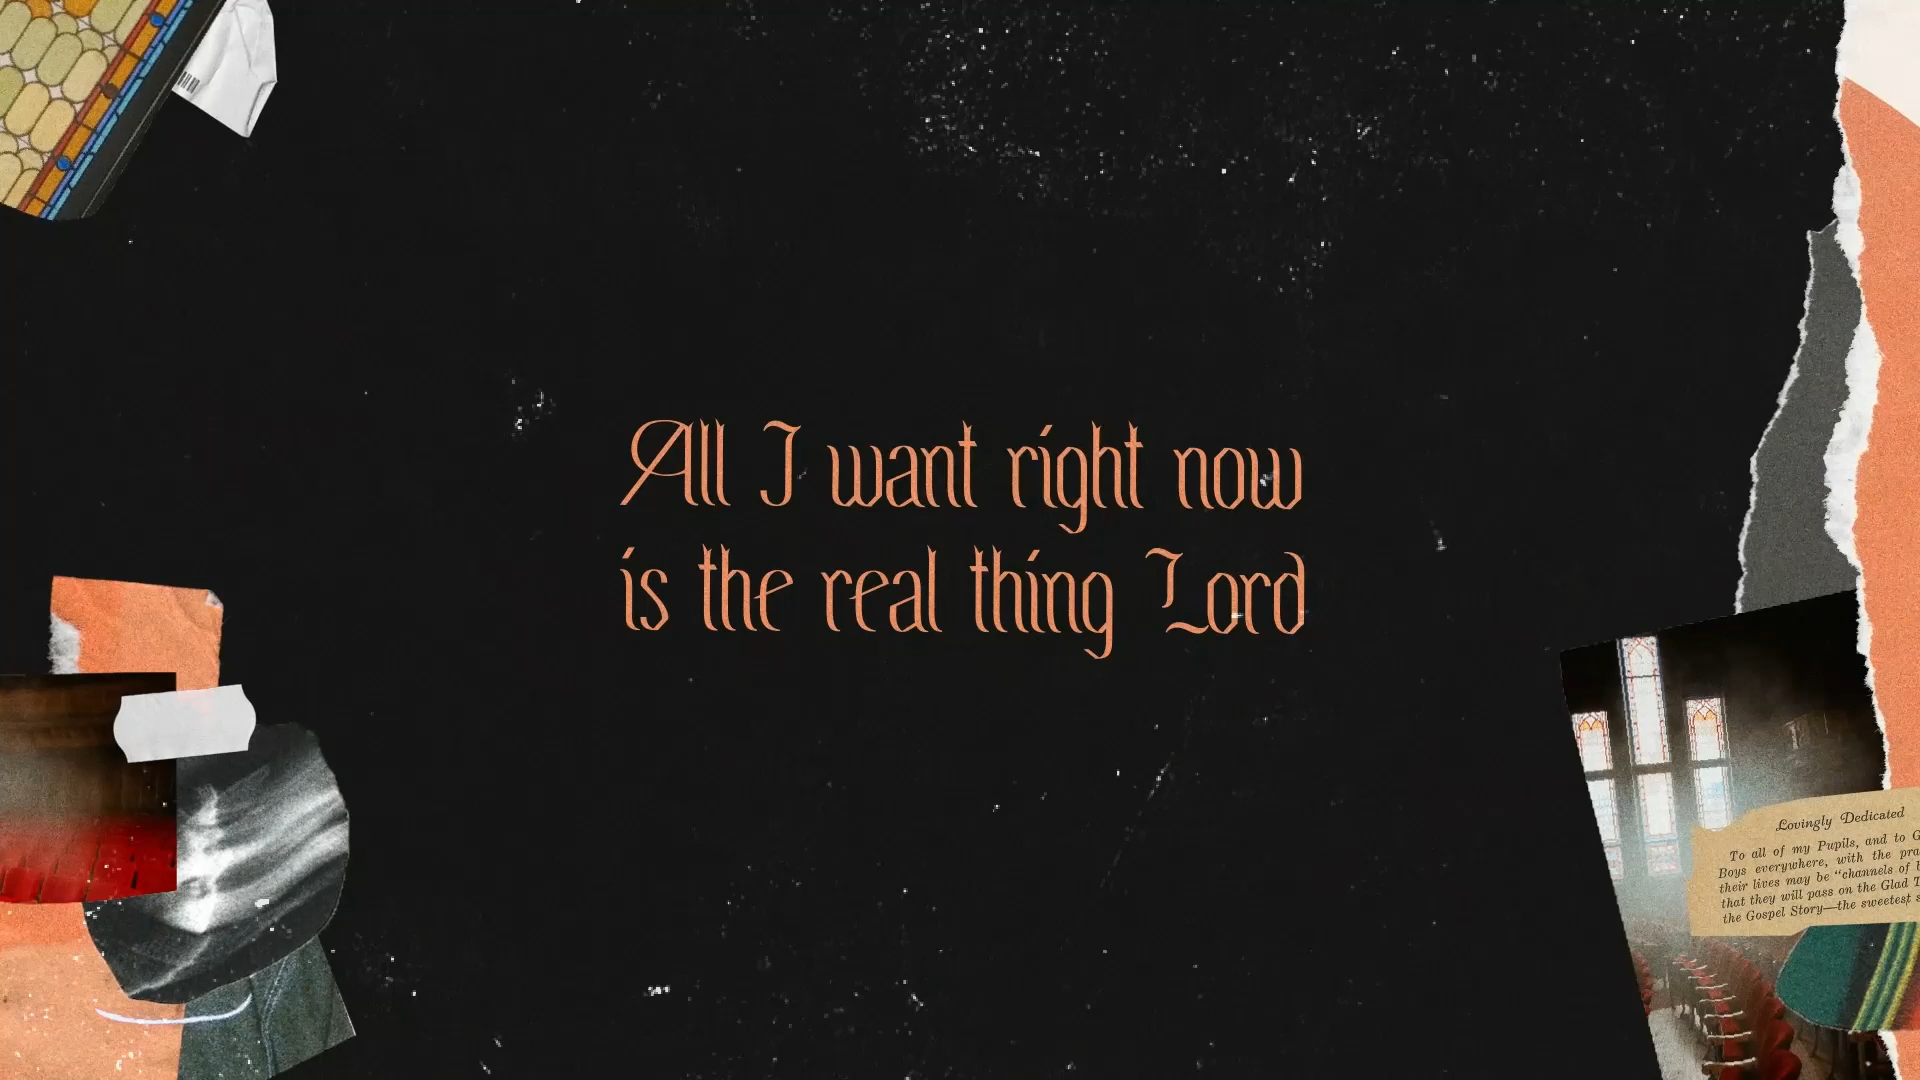 All I want right now
is the real thing Lord
Lovingly Dedicated
To all of my Pupils, and to
Boys everywhere, with the
their lives may be "channels of
that they will pass on the Glad
the Gospel Story—the sweetest